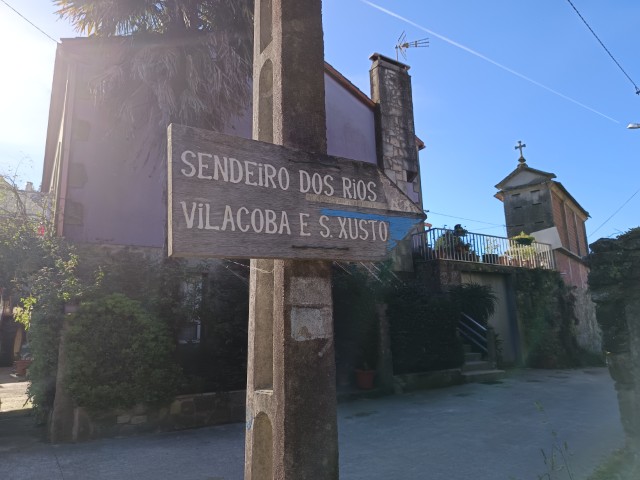 SENDEIRO DOS RiOS
ViLACOBA E S. XUSTO